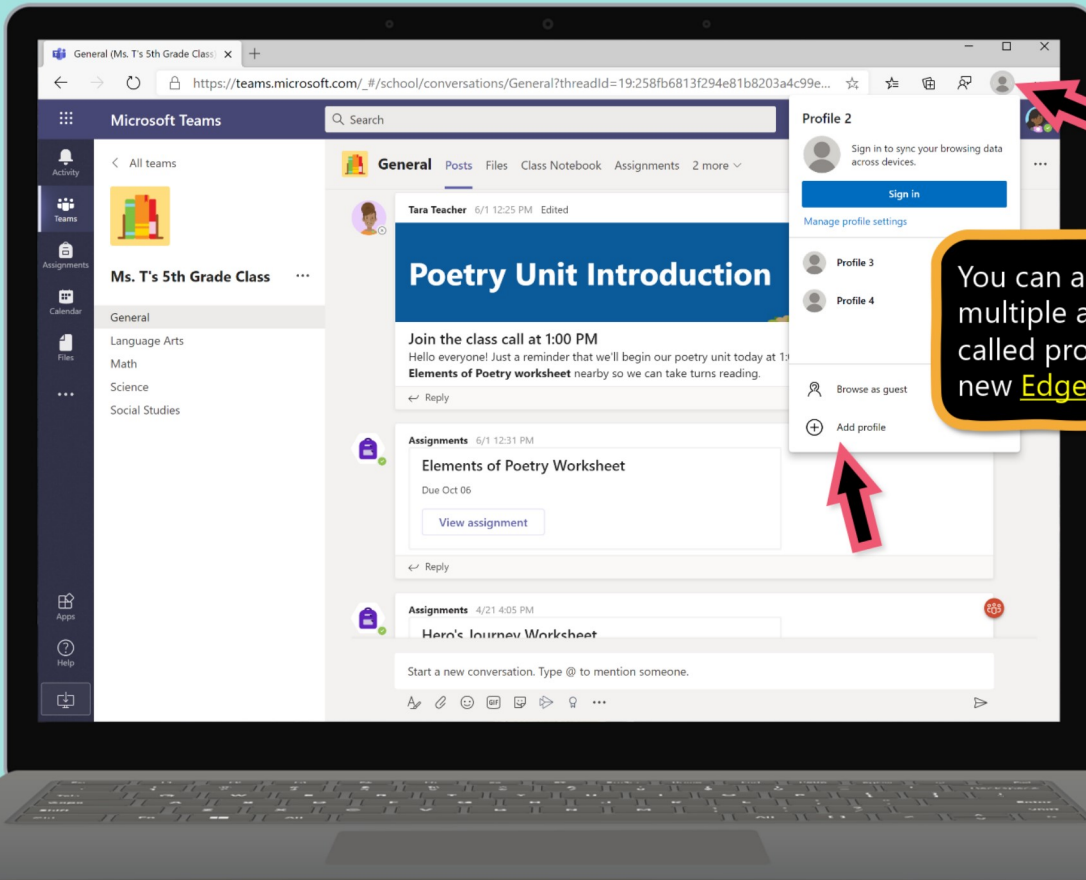 General (Ms. T's 5th Grade Class)
https://teams.microsoft.com/_#/school/conversations/General?threadId=19:258fb6813f294e81b8203a4c99e...
Microsoft Teams
Search
Activity
Teams
Assignments
Calendar
Files
Apps
Help
All teams
Ms. T's 5th Grade Class
General
Language Arts
Math
Science
Social Studies
General Posts Files Class Notebook Assignments 2 more
Tara Teacher 6/1 12:25 PM Edited
Poetry Unit Introduction
Join the class call at 1:00 PM
Hello everyone! Just a reminder that we'll begin our poetry unit today at 1:
Elements of Poetry worksheet nearby so we can take turns reading.
Reply
Assignments 6/1 12:31 PM
Elements of Poetry Worksheet
Due Oct 06
View assignment
Reply
Assignments 4/21 4:05 PM
Hero's Journey Worksheet
Start a new conversation. Type @ to mention someone.
GIF
Profile 2
Sign in to sync your browsing data
across devices.
Sign in
Manage profile settings
Profile 3
Profile 4
Browse as guest
Add profile
You can a
multiple a
called pro
new Edge